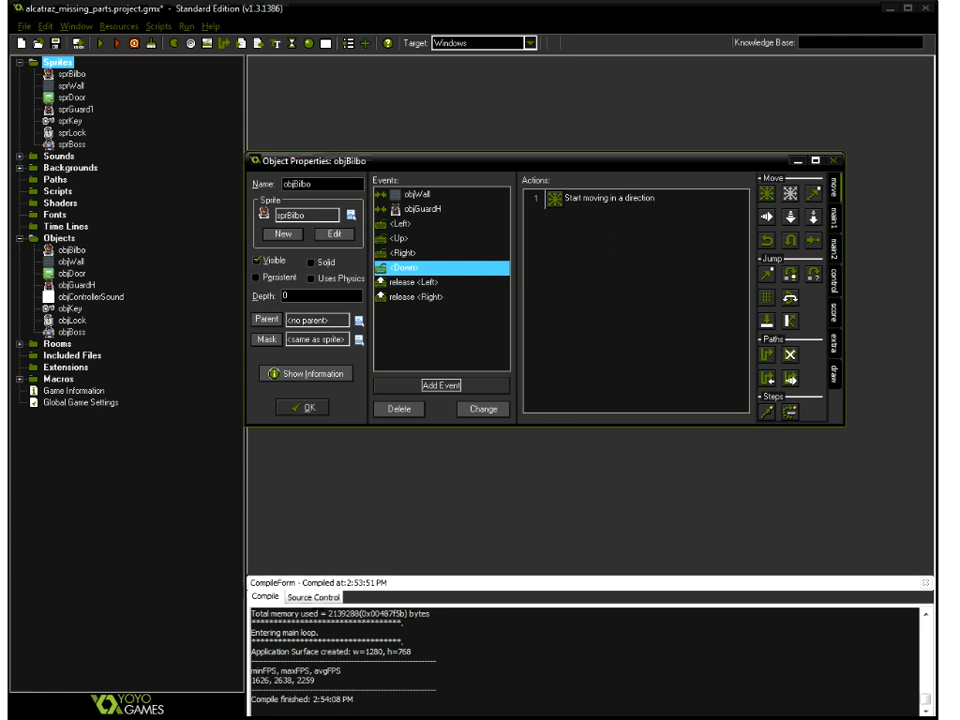 alcatraz_missing_parts.project.gmx* - Standard Edition (v1.3.1386)
File Edit Window Resources Scripts Run Help
Target: Windows
Knowledge Base:
Sprites
sprBilbo
sprWall
sprDoor
sprGuard1
sprKey
sprLock
sprBoss
Sounds
Backgrounds
Paths
Scripts
Shaders
Fonts
Time Lines
Objects
objBilbo
objWall
objDoor
objGuardH
objControllerSound
objKey
objLock
objBoss
Rooms
Included Files
Extensions
Macros
Game Information
Global Game Settings
YOYO
GAMES
Object Properties: objBilbo
Name: objBilbo
Sprite
sprBilbo
New Edit
Visible Solid
Persistent Uses Physics
Depth: 0
Parent <no parent>
Mask <same as sprite>
Show Information
OK
Events:
objWall
objGuardH
<Left>
<Up>
<Right>
<Down>
release <Left>
release <Right>
Add Event
Delete Change
Actions:
1 Start moving in a direction
Move
Jump
Paths
Steps
move
main1
main2
control
score
extra
draw
CompileForm - Compiled at:2:53:51 PM
Compile Source Control
Total memory used = 2139288(0x00487f5b) bytes
**********************************.
Entering main loop.
**********************************.
Application Surface created: w=1280, h=768
minFPS, maxFPS, avgFPS
1626, 2638, 2259
Compile finished: 2:54:08 PM